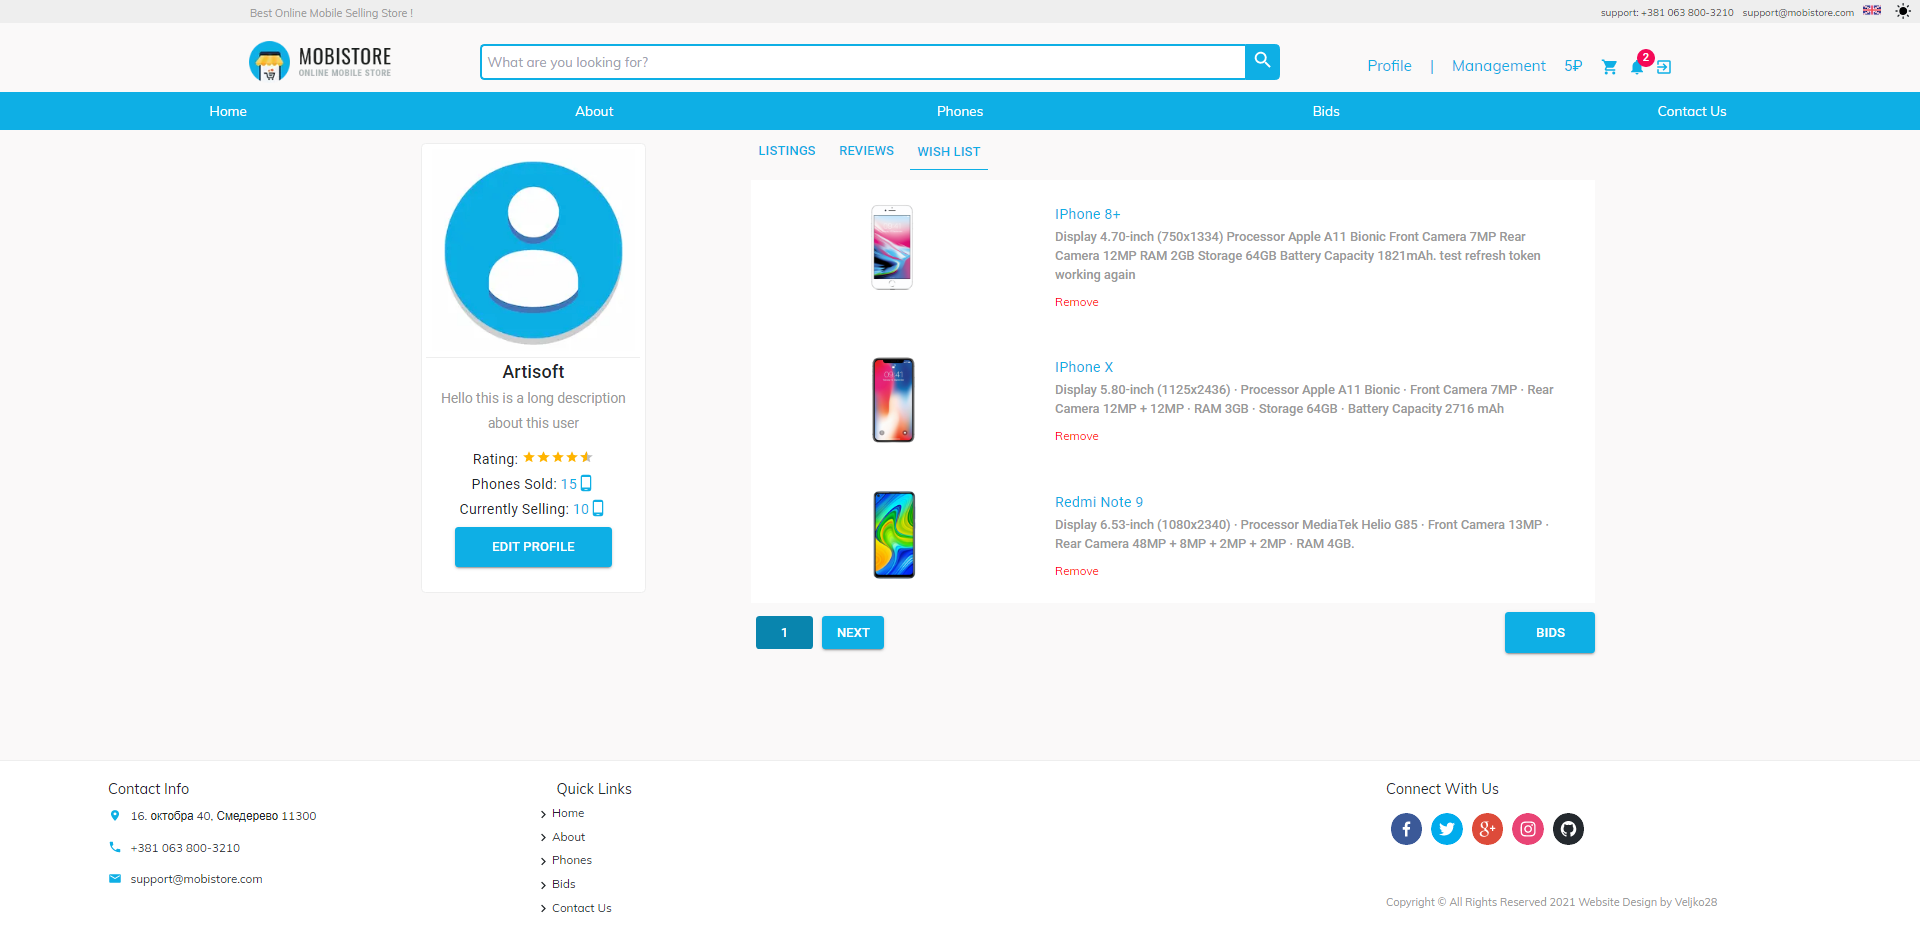 Best Online Mobile Selling Store !
support: +381 063 800-3210 support@mobistore.com
MOBISTORE
ONLINE MOBILE STORE
What are you looking for?
Profile | Management 5₽ 2
Home About Phones Bids Contact Us
LISTINGS REVIEWS WISH LIST
Artisoft
Hello this is a long description
about this user
Rating:
Phones Sold: 15
Currently Selling: 10
EDIT PROFILE
IPhone 8+
Display 4.70-inch (750x1334) Processor Apple A11 Bionic Front Camera 7MP Rear
Camera 12MP RAM 2GB Storage 64GB Battery Capacity 1821mAh. test refresh token
working again
Remove
09:41
IPhone X
Display 5.80-inch (1125x2436) · Processor Apple A11 Bionic · Front Camera 7MP · Rear
Camera 12MP + 12MP · RAM 3GB · Storage 64GB · Battery Capacity 2716 mAh
Remove
Redmi Note 9
Display 6.53-inch (1080x2340) · Processor MediaTek Helio G85 · Front Camera 13MP ·
Rear Camera 48MP + 8MP + 2MP + 2MP · RAM 4GB.
Remove
1 NEXT BIDS
Contact Info
16. октобра 40, Смедерево 11300
+381 063 800-3210
support@mobistore.com
Quick Links
Home
About
Phones
Bids
Contact Us
Connect With Us
Copyright © All Rights Reserved 2021 Website Design by Veljko28